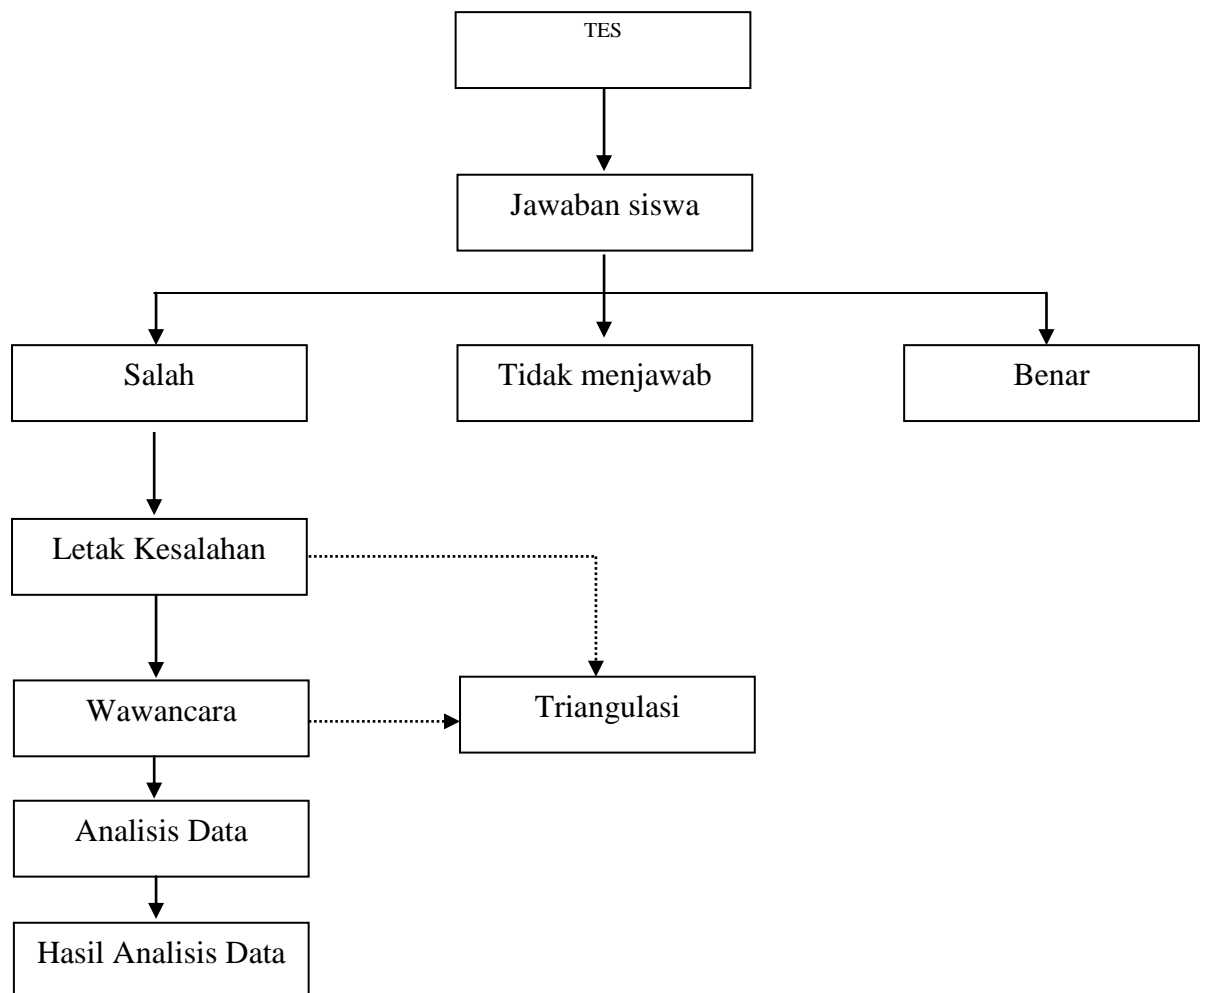 TES
Jawaban siswa
Salah
Tidak menjawab
Benar
Letak Kesalahan
Wawancara
Triangulasi
Analisis Data
Hasil Analisis Data